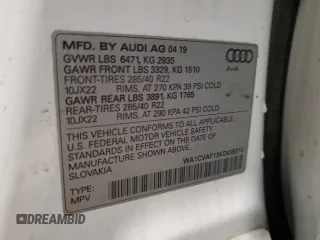 MFD. BY AUDI AG 04 19
GVWR LBS 6471, KG 2935
GAWR FRONT LBS 3329, KG 1510
FRONT-TIRES 285/40 R22
10JX22 RIMS, AT 270 KPA 39 PSI COLD
GAWR REAR LBS 3891, KG 1765
REAR-TIRES 285/40 R22
10JX22 RIMS, AT 290 KPA 42 PSI COLD
Audi
THIS VEHICLE CONFORMS TO ALL APPLICABLE
U.S. FEDERAL MOTOR VEHICLE SAFETY
STANDARDS IN EFFECT ON THE DATE OF
MANUFACTURE SHOWN ABOVE.
SLOVAKIA
TYPE:
MPV
DREAMBID
DREAMBID.COM